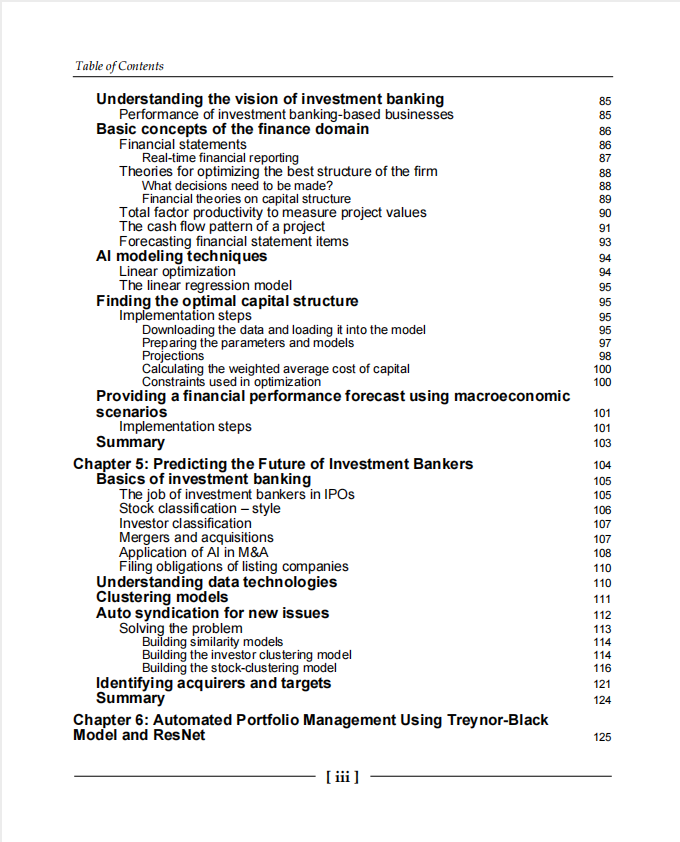 Table of Contents
Understanding the vision of investment banking 85
Performance of investment banking-based businesses 85
Basic concepts of the finance domain 86
Financial statements 86
Real-time financial reporting 87
Theories for optimizing the best structure of the firm 88
What decisions need to be made? 88
Financial theories on capital structure 89
Total factor productivity to measure project values 90
The cash flow pattern of a project 91
Forecasting financial statement items 93
AI modeling techniques 94
Linear optimization 94
The linear regression model 95
Finding the optimal capital structure 95
Implementation steps 95
Downloading the data and loading it into the model 95
Preparing the parameters and models 97
Projections 98
Calculating the weighted average cost of capital 100
Constraints used in optimization 100
Providing a financial performance forecast using macroeconomic
scenarios 101
Implementation steps 101
Summary 103
Chapter 5: Predicting the Future of Investment Bankers 104
Basics of investment banking 105
The job of investment bankers in IPOs 105
Stock classification – style 106
Investor classification 107
Mergers and acquisitions 107
Application of AI in M&A 108
Filing obligations of listing companies 110
Understanding data technologies 110
Clustering models 111
Auto syndication for new issues 112
Solving the problem 113
Building similarity models 114
Building the investor clustering model 114
Building the stock-clustering model 116
Identifying acquirers and targets 121
Summary 124
Chapter 6: Automated Portfolio Management Using Treynor-Black
Model and ResNet 125
[ iii ]